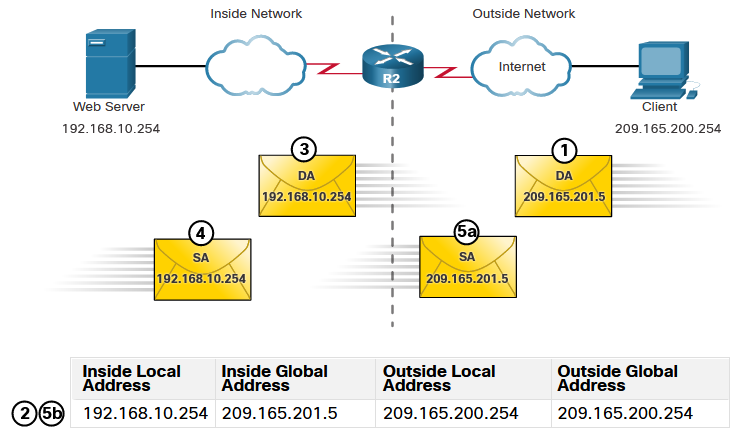 Inside Network
Outside Network
Internet
R2
Web Server
192.168.10.254
Client
209.165.200.254
3
DA
192.168.10.254
1
DA
209.165.201.5
4
SA
192.168.10.254
5a
SA
209.165.201.5
Inside Local Address
Inside Global Address
Outside Local Address
Outside Global Address
2 5b 192.168.10.254 209.165.201.5 209.165.200.254 209.165.200.254